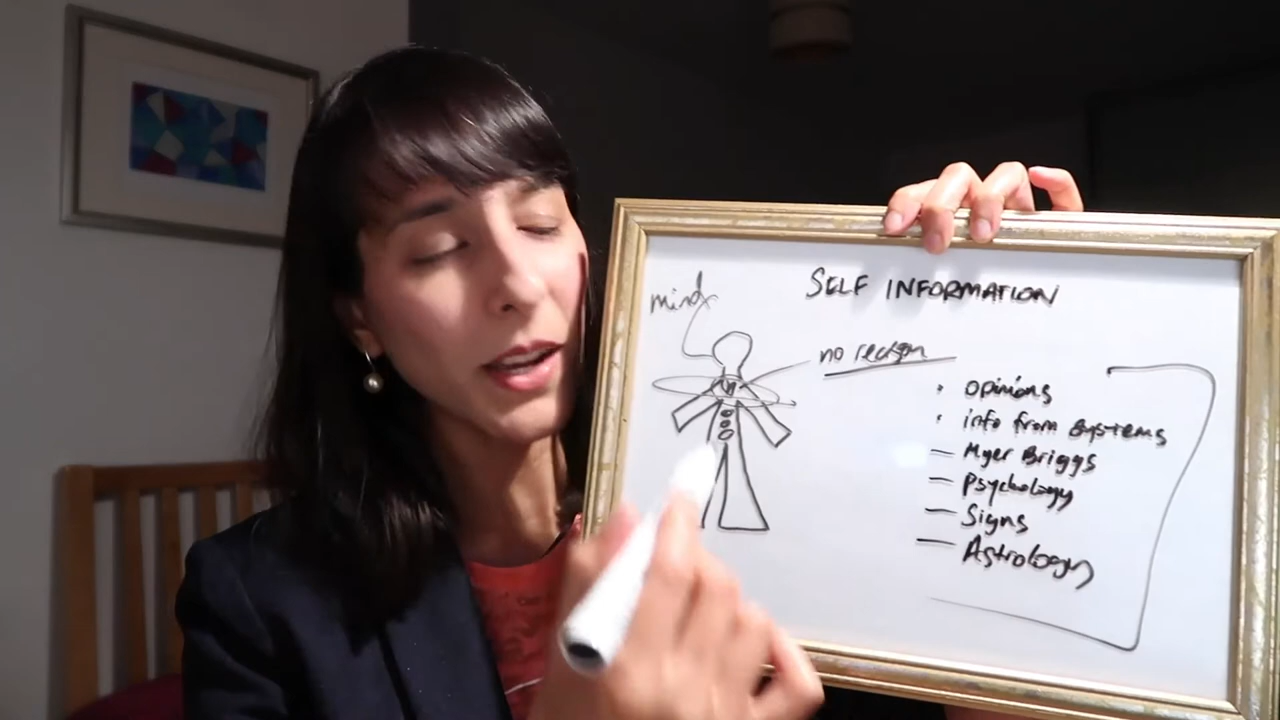 SELF INFORMATION
mind
no reason
• opinions
• info from systems
— Myer Briggs
— Psychology
— Signs
— Astrology